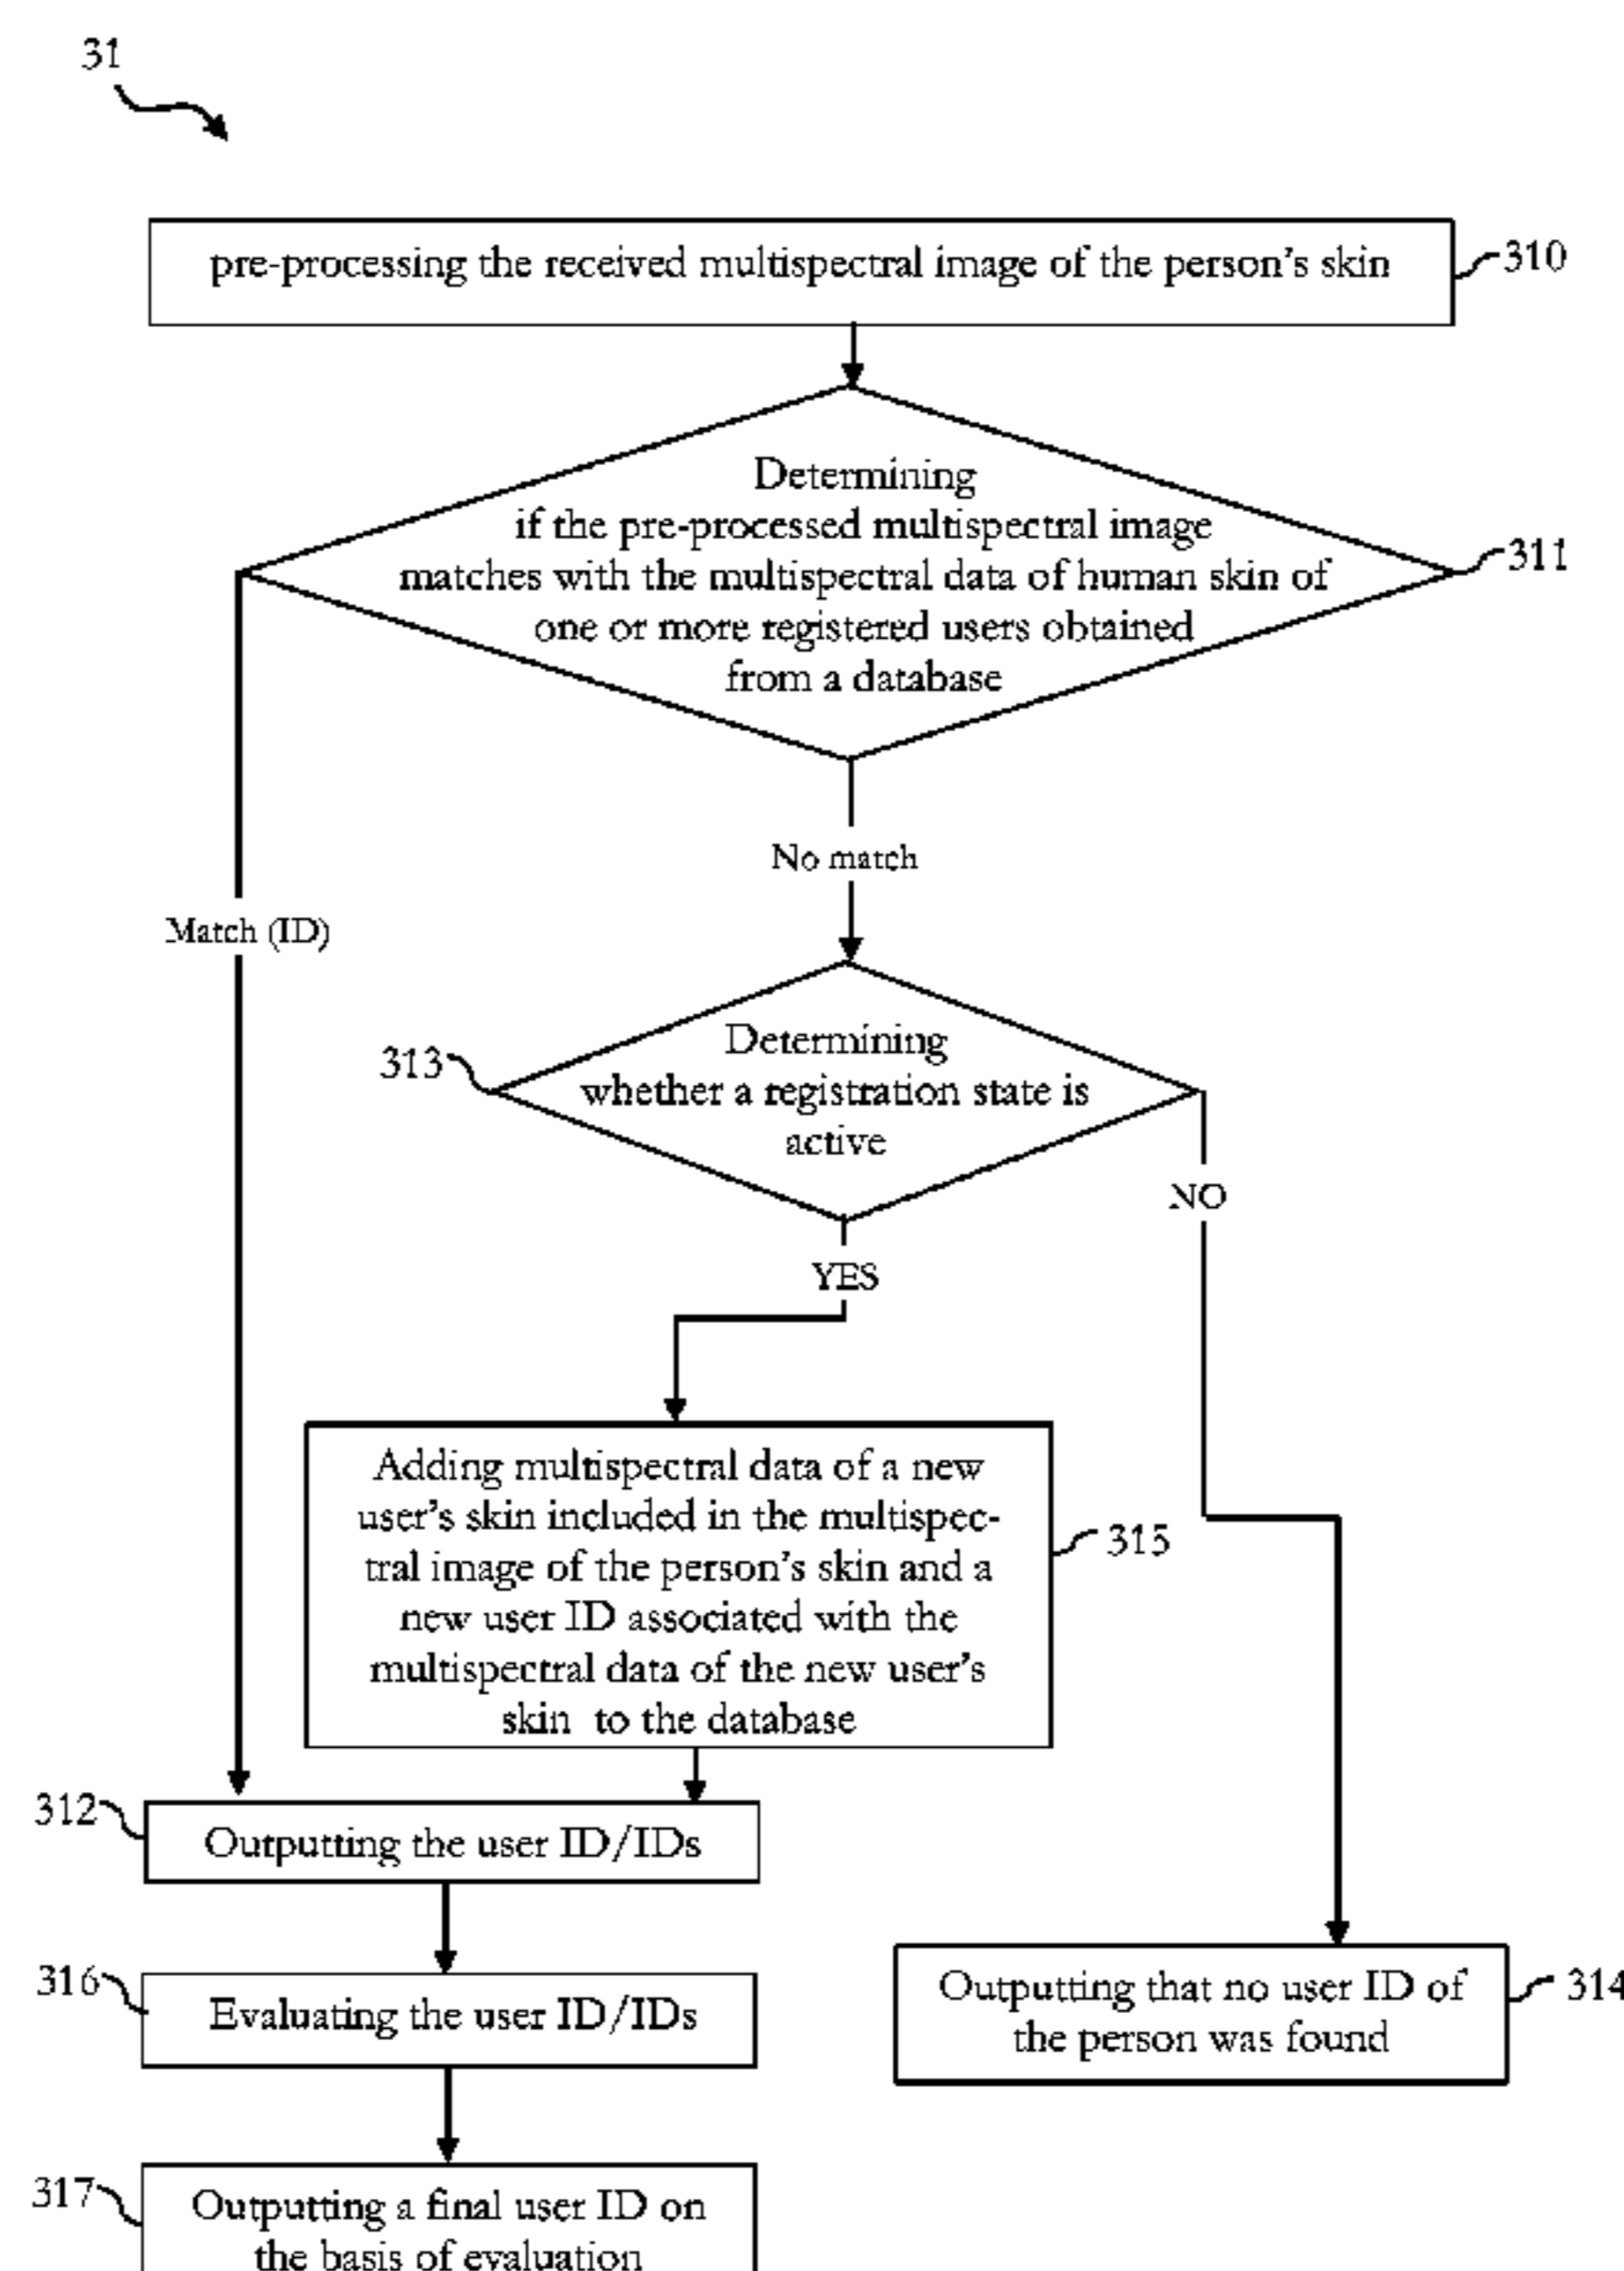 31
pre-processing the received multispectral image of the person's skin
310
Determining
if the pre-processed multispectral image
matches with the multispectral data of human skin of
one or more registered users obtained
from a database
311
No match
Match (ID)
313
Determining
whether a registration state is
active
NO
YES
Adding multispectral data of a new
user's skin included in the multispec-
tral image of the person's skin and a
new user ID associated with the
multispectral data of the new user's
skin to the database
315
312
Outputting the user ID/IDs
316
Evaluating the user ID/IDs
Outputting that no user ID of
the person was found
314
317
Outputting a final user ID on
the basis of evaluation